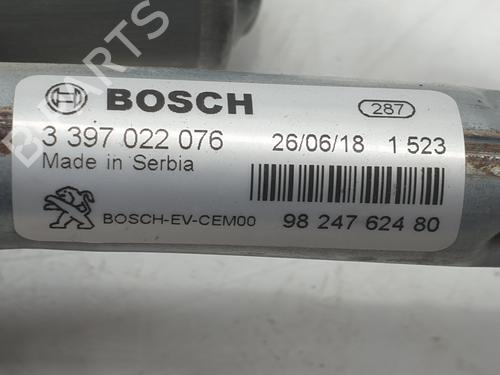 BOSCH
287
3 397 022 076
26/06/18 1 523
Made in Serbia
BOSCH-EV-CEM00
98 247 624 80
B-PARTS